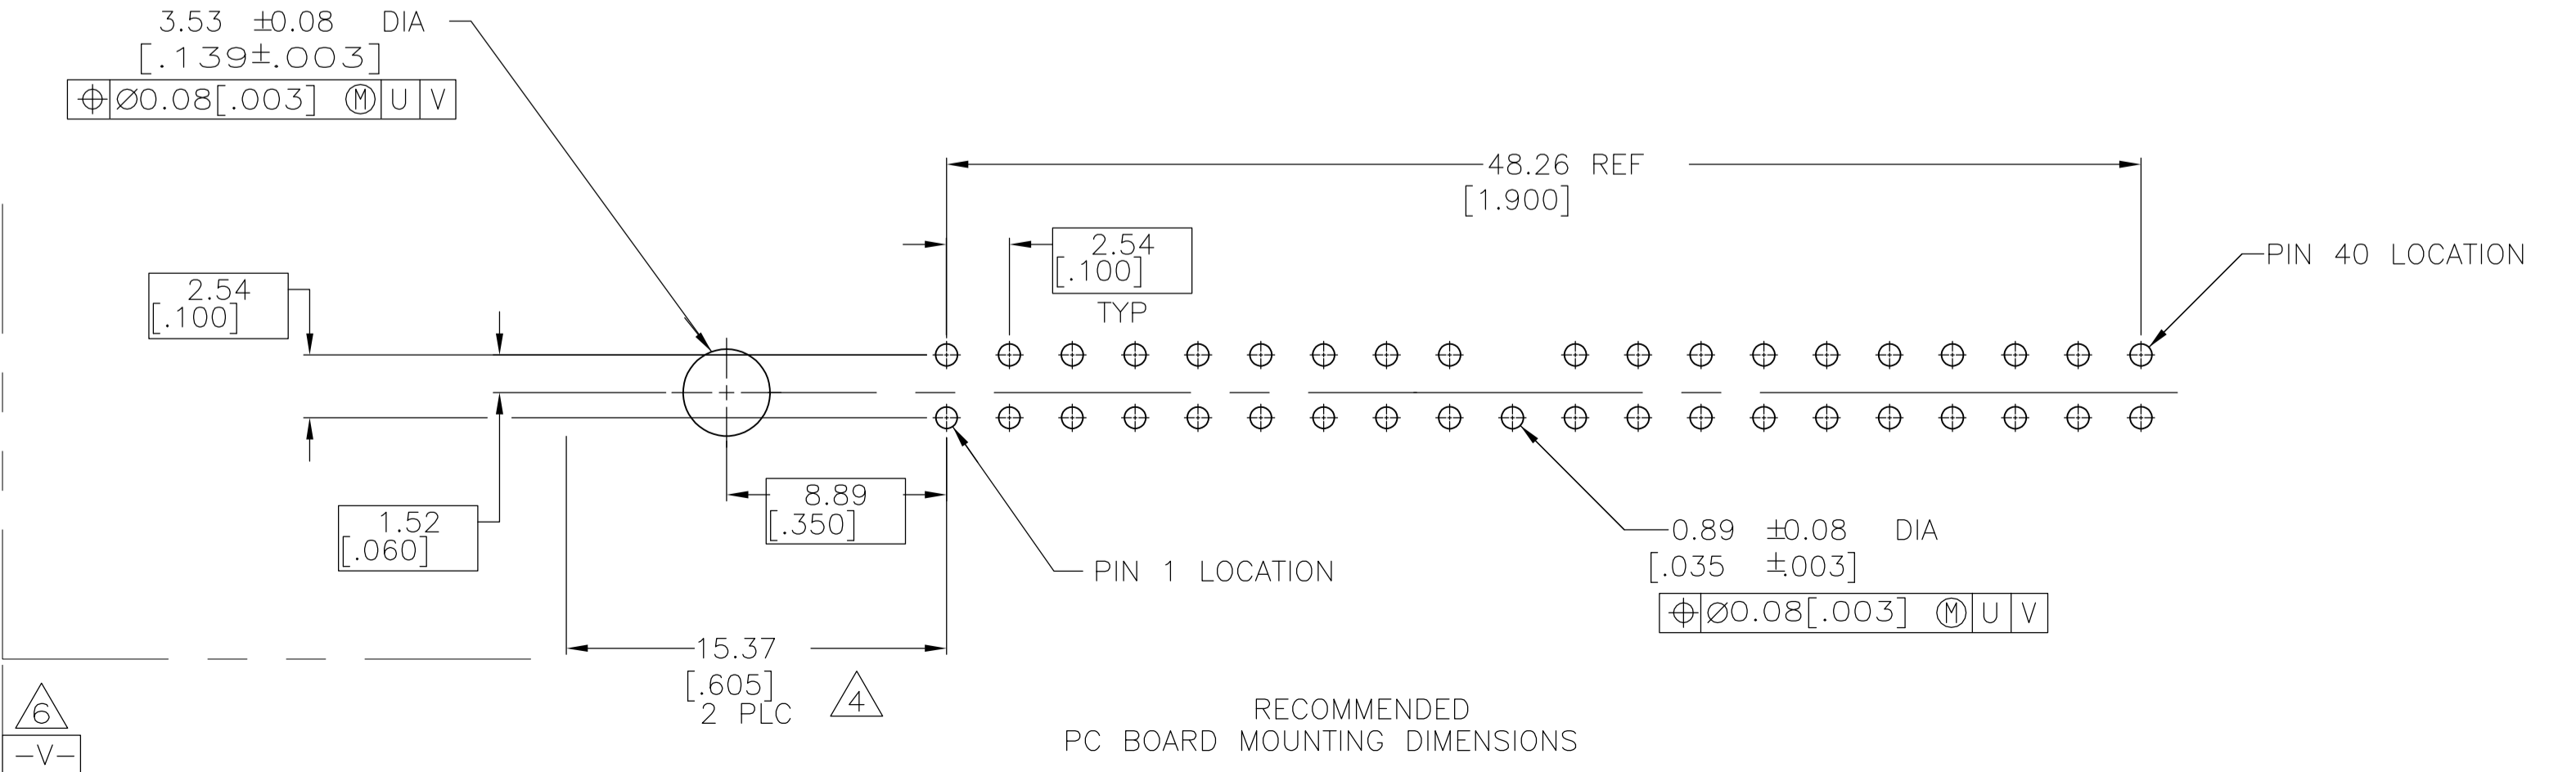 3.53 ±0.08 DIA
[.139±.003]
⌖ ⌀0.08[.003] Ⓜ U V
48.26 REF
[1.900]
2.54
[.100]
TYP
PIN 40 LOCATION
2.54
[.100]
1.52
[.060]
8.89
[.350]
PIN 1 LOCATION
0.89 ±0.08 DIA
[.035 ±.003]
⌖ ⌀0.08[.003] Ⓜ U V
15.37
[.605]
2 PLC
4
6
-V-
RECOMMENDED
PC BOARD MOUNTING DIMENSIONS